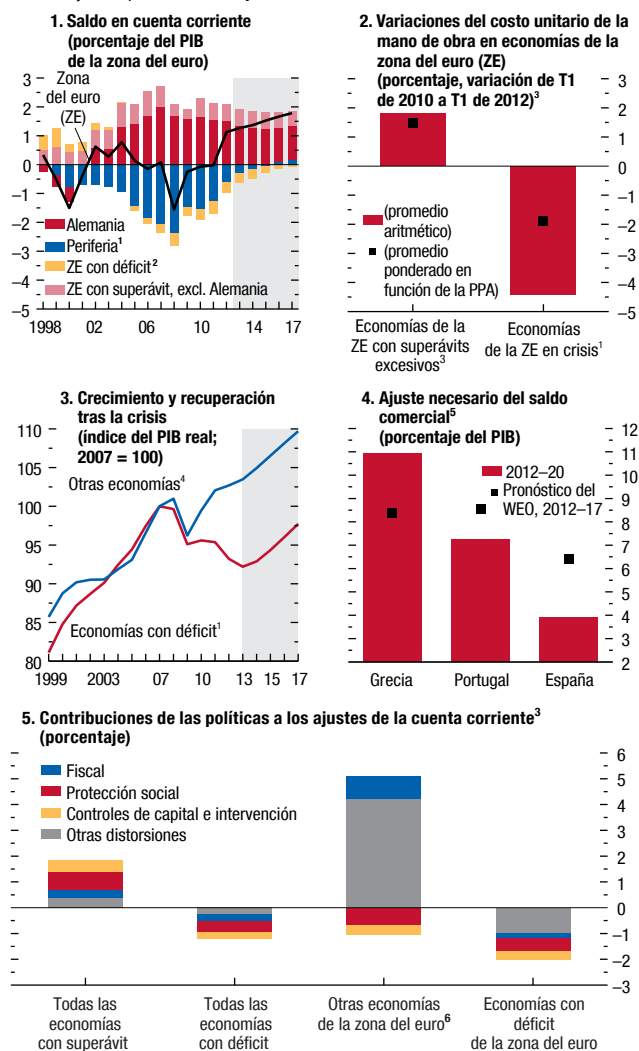 1. Saldo en cuenta corriente
(porcentaje del PIB
de la zona del euro)
3
2
1
0
−1
−2
−3
−4
−5
Zona
del euro
(ZE)
Alemania
Periferia¹
ZE con déficit²
ZE con superávit, excl. Alemania
1998 02 06 10 14 17
2. Variaciones del costo unitario de la
mano de obra en economías de la
zona del euro (ZE)
(porcentaje, variación de T1
de 2010 a T1 de 2012)³
3
2
1
0
−1
−2
−3
−4
−5
(promedio
aritmético)
(promedio
ponderado en
función de la PPA)
Economías de la
ZE con superávits
excesivos³
Economías
de la ZE en crisis¹
3. Crecimiento y recuperación
tras la crisis
(índice del PIB real;
2007 = 100)
110
105
100
95
90
85
80
Otras economías⁴
Economías con déficit¹
1999 2003 07 11 13 15 17
4. Ajuste necesario del saldo
comercial⁵
(porcentaje del PIB)
12
11
10
9
8
7
6
5
4
3
2
2012–20
Pronóstico del
WEO, 2012–17
Grecia Portugal España
5. Contribuciones de las políticas a los ajustes de la cuenta corriente³
(porcentaje)
Fiscal
Protección social
Controles de capital e intervención
Otras distorsiones
6
5
4
3
2
1
0
−1
−2
−3
Todas las
economías
con superávit
Todas las
economías
con déficit
Otras economías
de la zona del euro⁶
Economías con
déficit
de la zona del euro